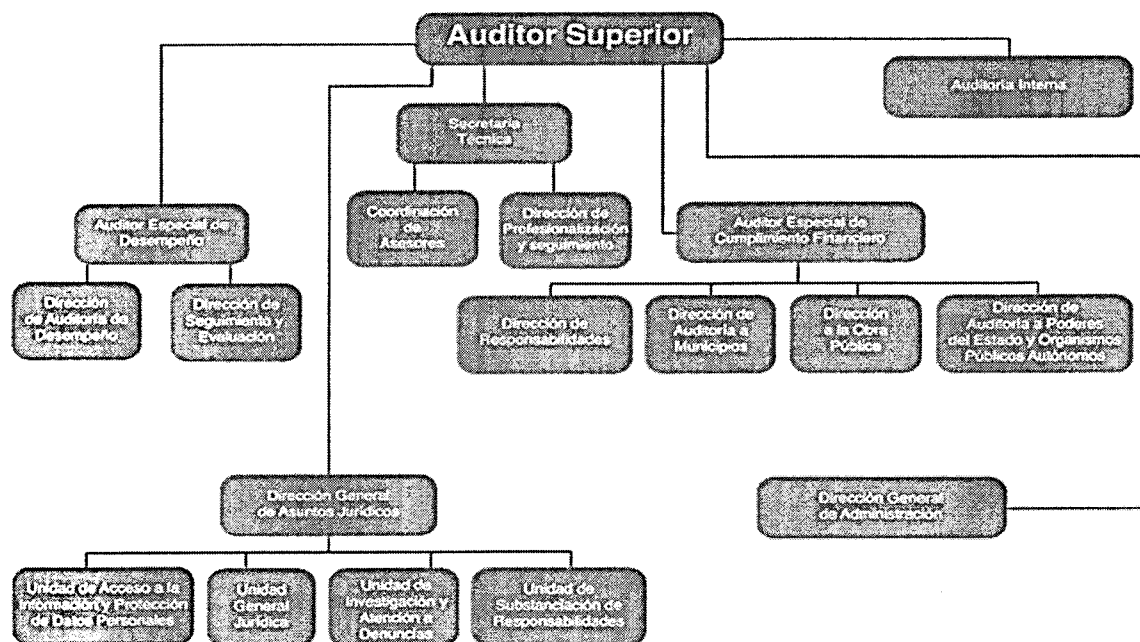 Auditor Superior
Auditoría Interna
Secretaría
Técnica
Coordinación
de
Asesores
Dirección de
Profesionalización
y seguimiento
Auditor Especial de
Desempeño
Auditor Especial de
Cumplimiento Financiero
Dirección
de Auditoría de
Desempeño
Dirección de
Seguimiento y
Evaluación
Dirección de
Responsabilidades
Dirección de
Auditoría a
Municipios
Dirección
a la Obra
Pública
Dirección de
Auditoría a Poderes
del Estado y Organismos
Públicos Autónomos
Dirección General
de Asuntos Jurídicos
Dirección General
de Administración
Unidad de Acceso a la
Información y Protección
de Datos Personales
Unidad
General
Jurídica
Unidad de
Investigación y
Atención a
Denuncias
Unidad de
Substanciación de
Responsabilidades